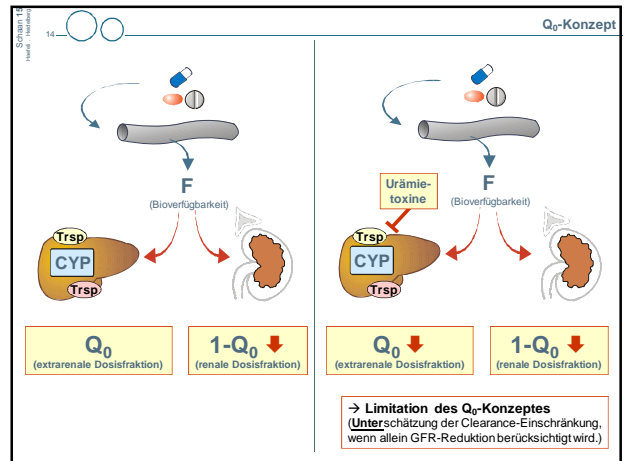 Schaan 15
14
Q₀-Konzept
F
(Bioverfügbarkeit)
Trsp
CYP
Trsp
Q₀
(extrarenale Dosisfraktion)
1-Q₀
(renale Dosisfraktion)
F
(Bioverfügbarkeit)
Urämie-
toxine
Trsp
CYP
Trsp
Q₀
(extrarenale Dosisfraktion)
1-Q₀
(renale Dosisfraktion)
→ Limitation des Q₀-Konzeptes
(Unterschätzung der Clearance-Einschränkung,
wenn allein GFR-Reduktion berücksichtigt wird.)